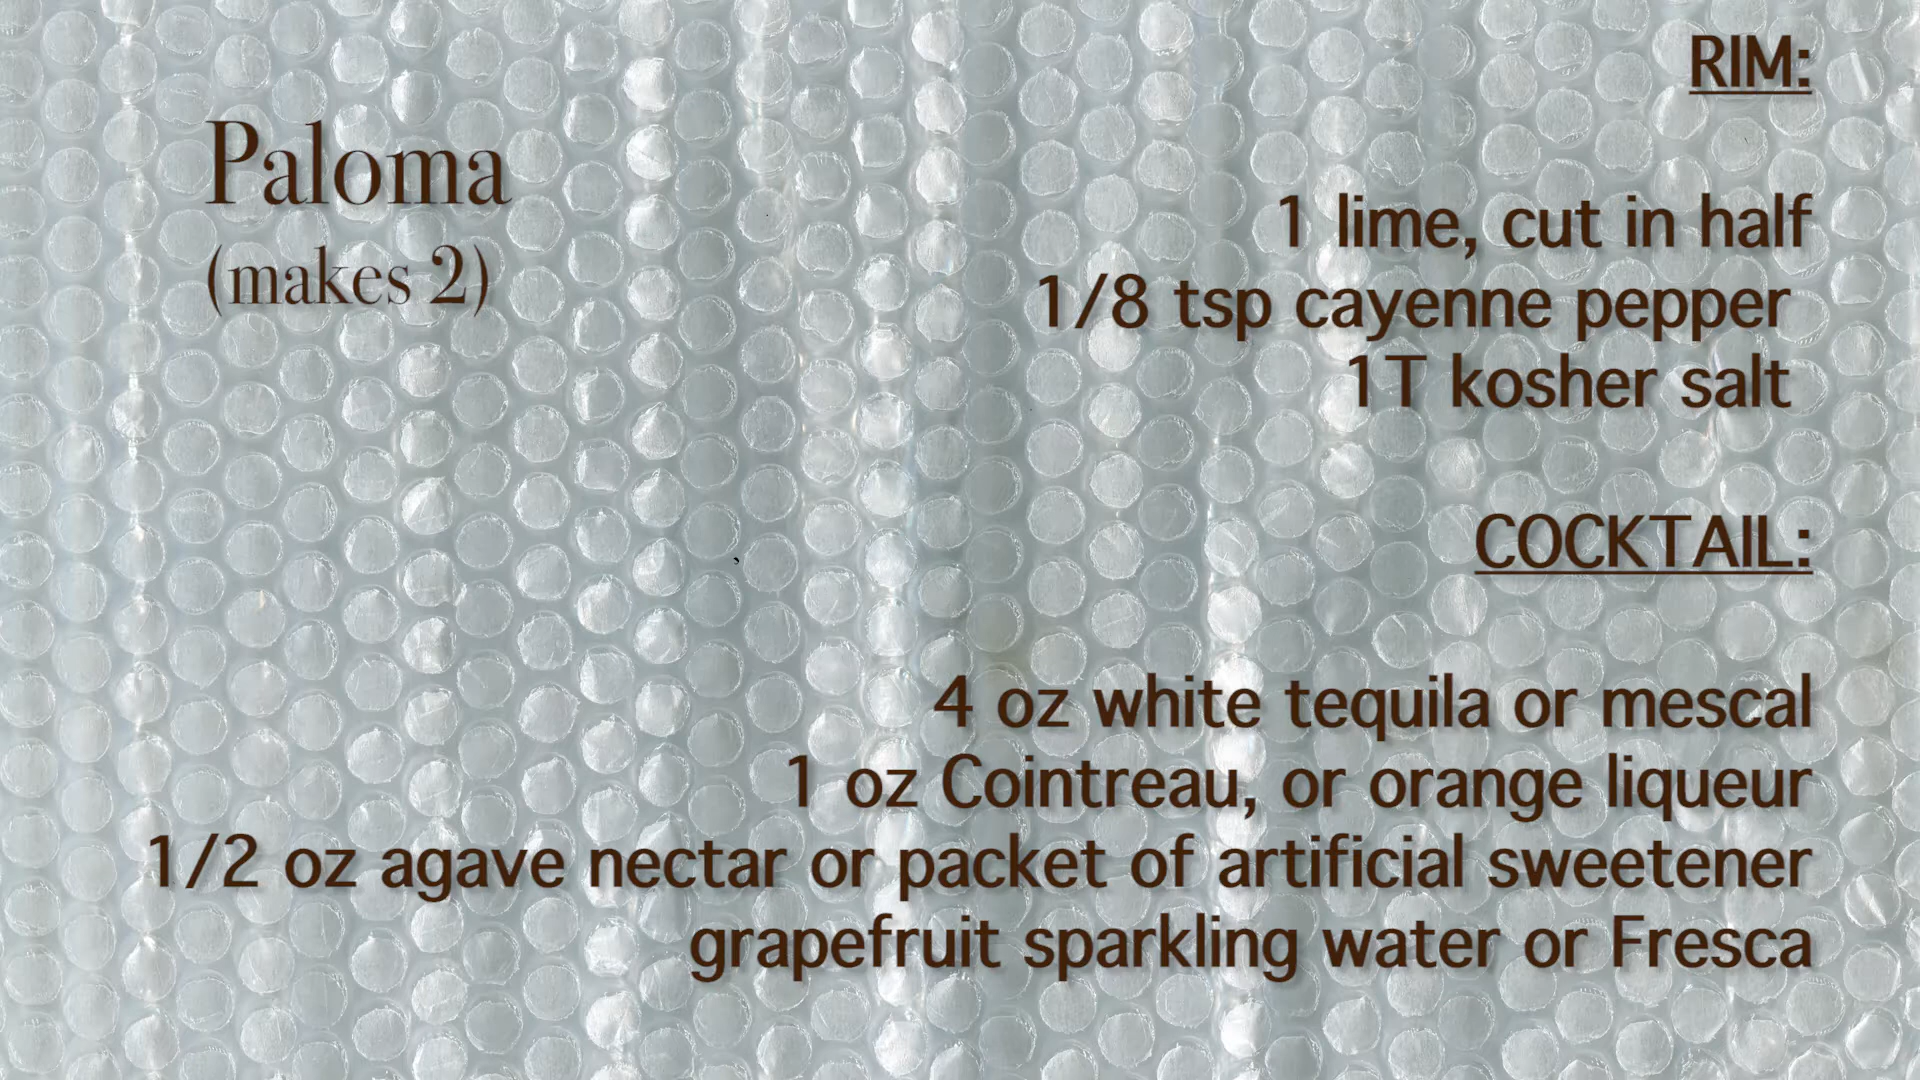 Paloma
(makes 2)
RIM:
1 lime, cut in half
1/8 tsp cayenne pepper
1T kosher salt
COCKTAIL:
4 oz white tequila or mescal
1 oz Cointreau, or orange liqueur
1/2 oz agave nectar or packet of artificial sweetener
grapefruit sparkling water or Fresca